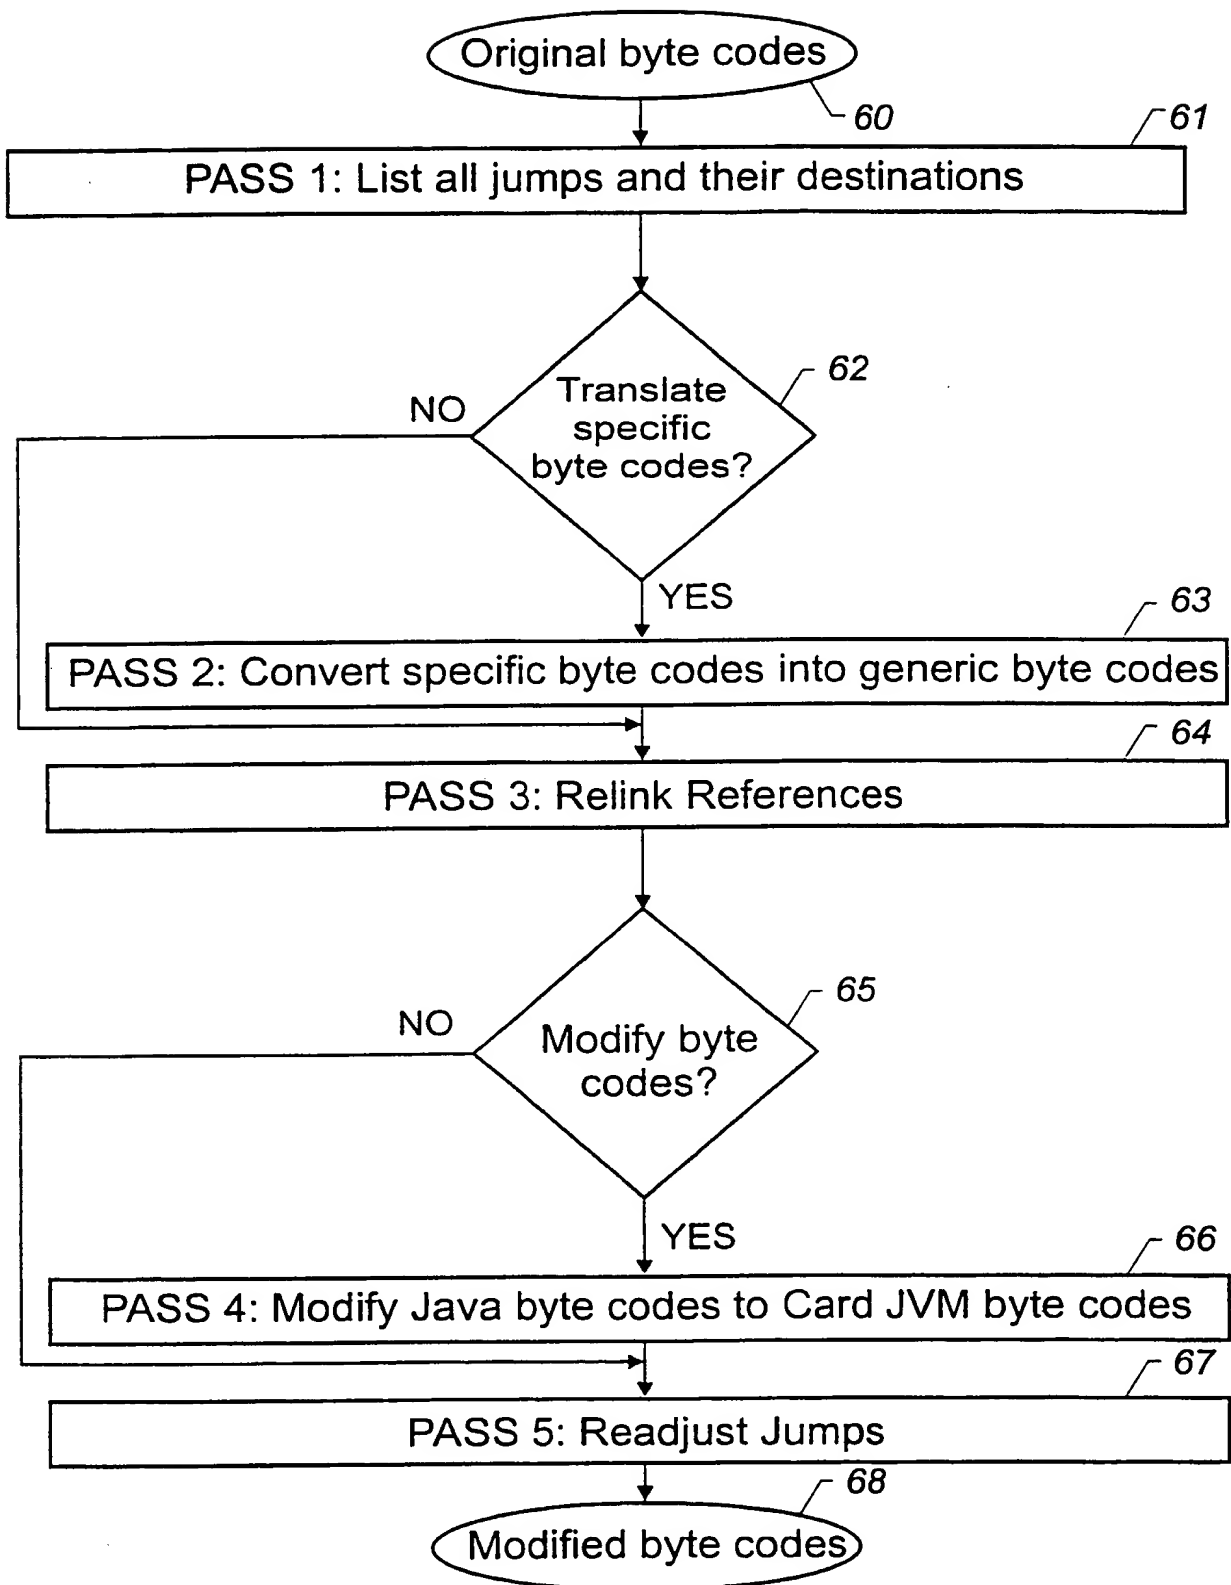 Original byte codes
60
61
PASS 1: List all jumps and their destinations
62
Translate
specific
byte codes?
NO
YES
63
PASS 2: Convert specific byte codes into generic byte codes
64
PASS 3: Relink References
65
NO
Modify byte
codes?
YES
66
PASS 4: Modify Java byte codes to Card JVM byte codes
67
PASS 5: Readjust Jumps
68
Modified byte codes